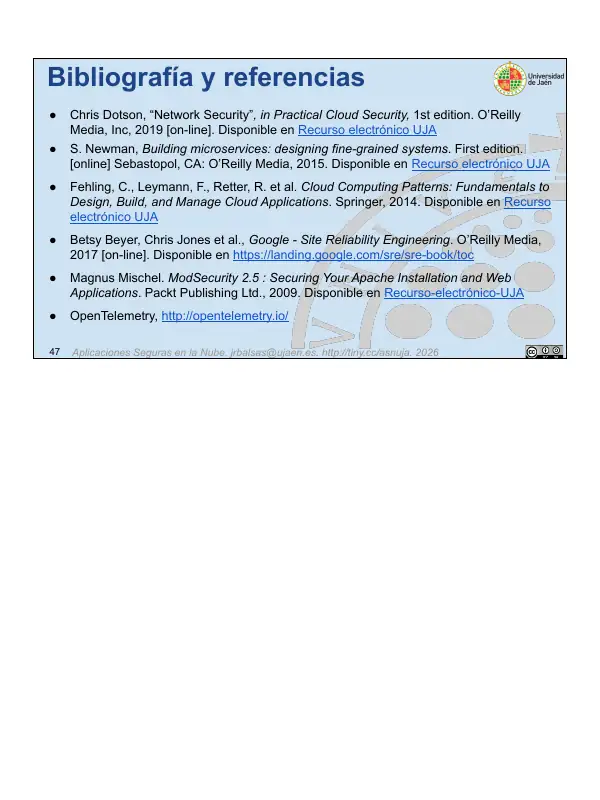 Bibliografía y referencias
Universidad
de Jaén
● Chris Dotson, “Network Security”, in Practical Cloud Security, 1st edition. O’Reilly
Media, Inc, 2019 [on-line]. Disponible en Recurso electrónico UJA
● S. Newman, Building microservices: designing fine-grained systems. First edition.
[online] Sebastopol, CA: O’Reilly Media, 2015. Disponible en Recurso electrónico UJA
● Fehling, C., Leymann, F., Retter, R. et al. Cloud Computing Patterns: Fundamentals to
Design, Build, and Manage Cloud Applications. Springer, 2014. Disponible en Recurso
electrónico UJA
● Betsy Beyer, Chris Jones et al., Google - Site Reliability Engineering. O’Reilly Media,
2017 [on-line]. Disponible en https://landing.google.com/sre/sre-book/toc
● Magnus Mischel. ModSecurity 2.5 : Securing Your Apache Installation and Web
Applications. Packt Publishing Ltd., 2009. Disponible en Recurso-electrónico-UJA
● OpenTelemetry, http://opentelemetry.io/
47 Aplicaciones Seguras en la Nube. jrbalsas@ujaen.es. http://tiny.cc/asnuja. 2026